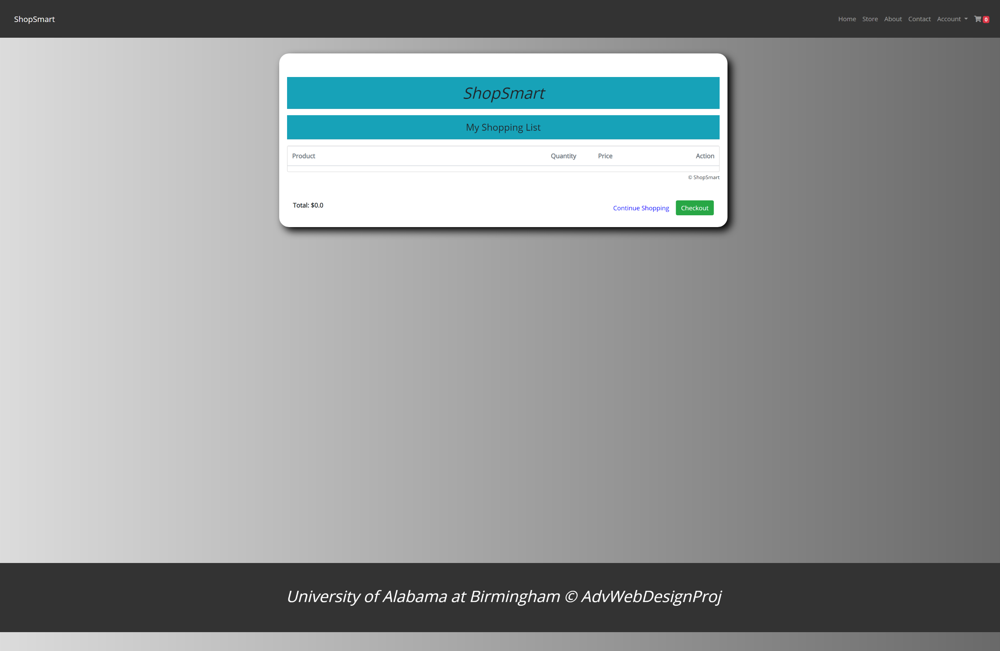 ShopSmart
Home Store About Contact Account 0
ShopSmart
My Shopping List
Product Quantity Price Action
© ShopSmart
Total: $0.0
Continue Shopping Checkout
University of Alabama at Birmingham © AdvWebDesignProj